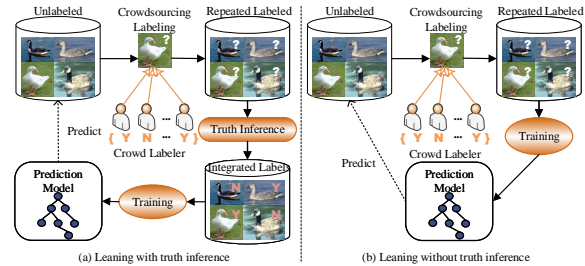 Unlabeled
Crowdsourcing
Labeling
Repeated Labeled
?
? ?
? ?
{ Y N ... Y }
Crowd Labeler
Truth Inference
Predict
Integrated Labels
N Y
Y N
Prediction
Model
Training
(a) Leaning with truth inference
Unlabeled
Crowdsourcing
Labeling
Repeated Labeled
?
? ?
? ?
{ Y N ... Y }
Crowd Labeler
Training
Predict
Prediction
Model
(b) Leaning without truth inference